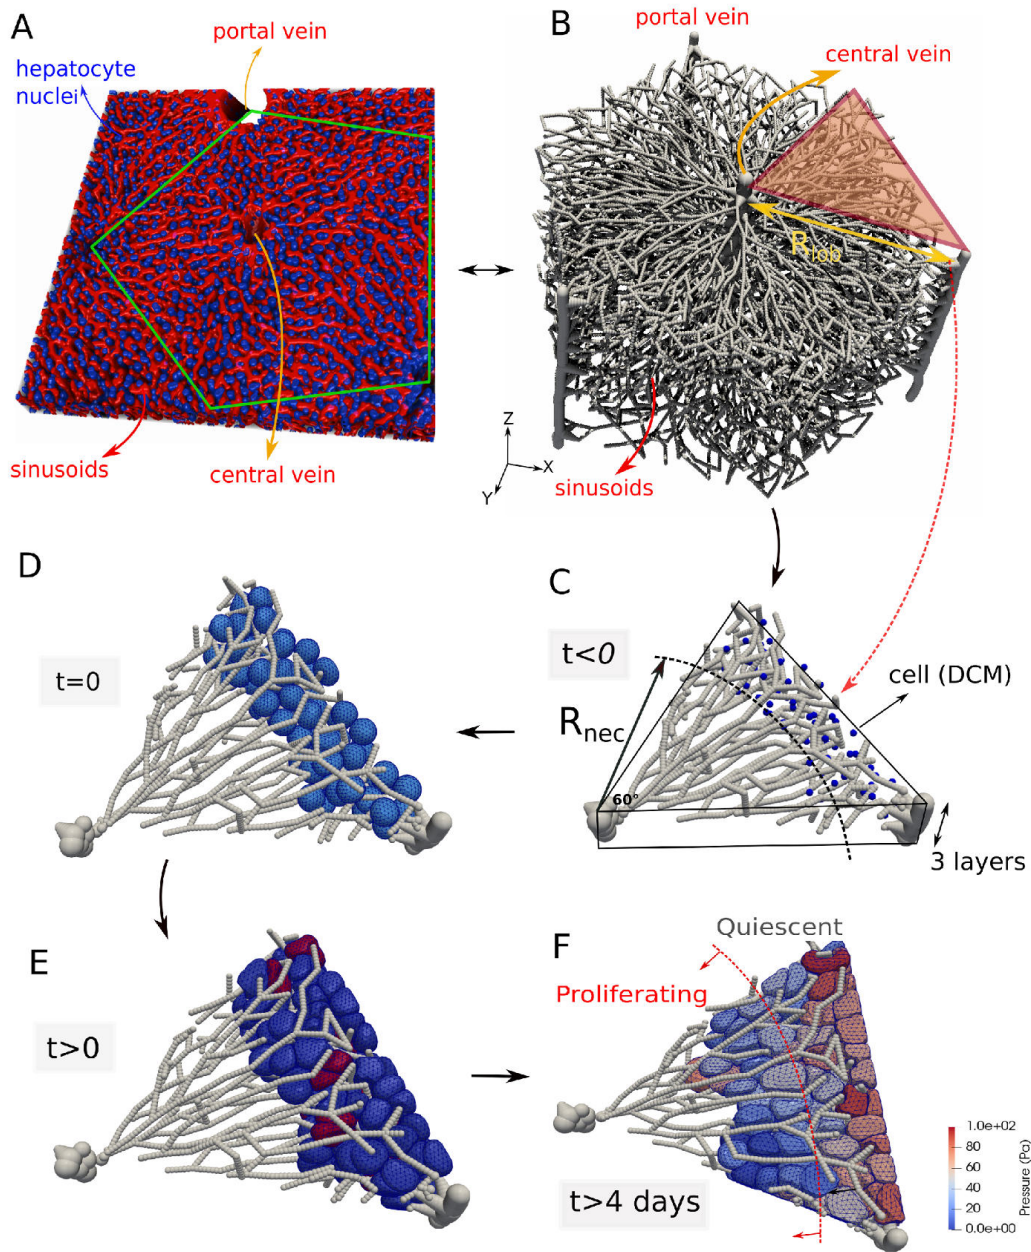 A
portal vein
hepatocyte
nuclei
sinusoids
central vein
B
portal vein
central vein
R_lob
Z
X
Y
sinusoids
D
t=0
C
t<0
R_nec
cell (DCM)
60°
3 layers
E
t>0
F
Quiescent
Proliferating
t>4 days
1.0e+02
80
60
40
20
0.0e+00
Pressure (Pa)